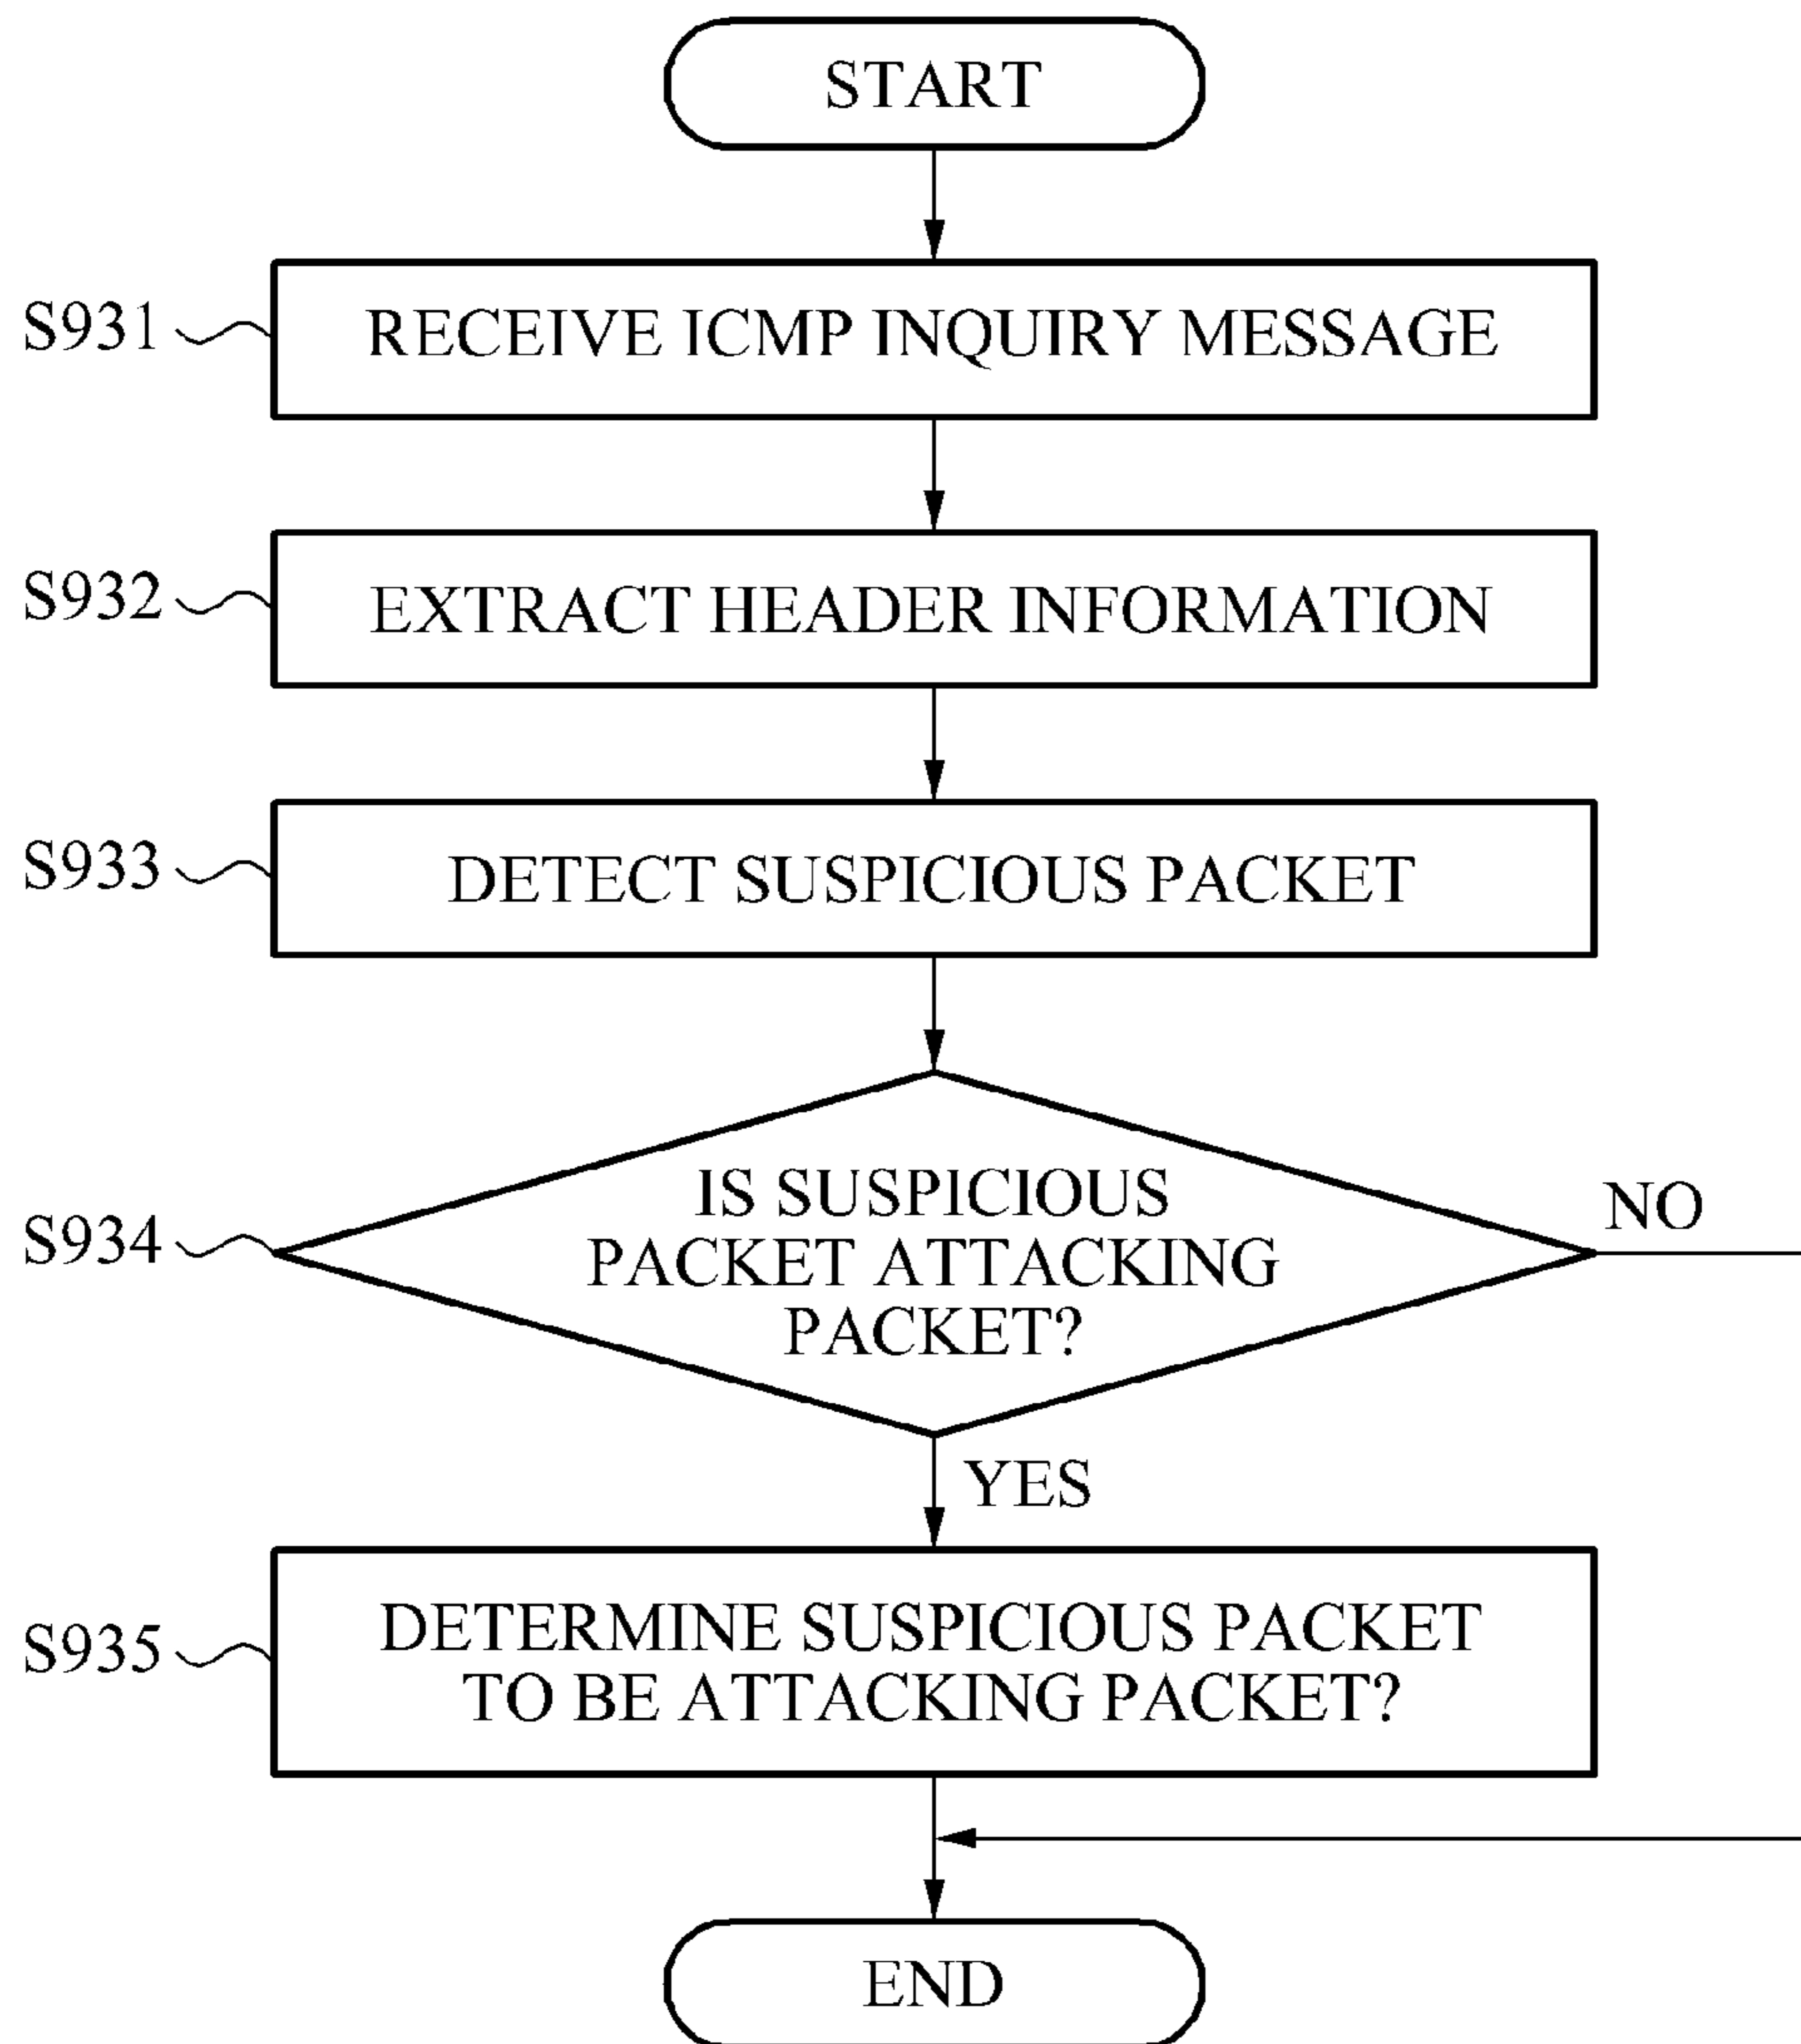 START
S931
RECEIVE ICMP INQUIRY MESSAGE
S932
EXTRACT HEADER INFORMATION
S933
DETECT SUSPICIOUS PACKET
S934
IS SUSPICIOUS
PACKET ATTACKING
PACKET?
NO
YES
S935
DETERMINE SUSPICIOUS PACKET
TO BE ATTACKING PACKET?
END